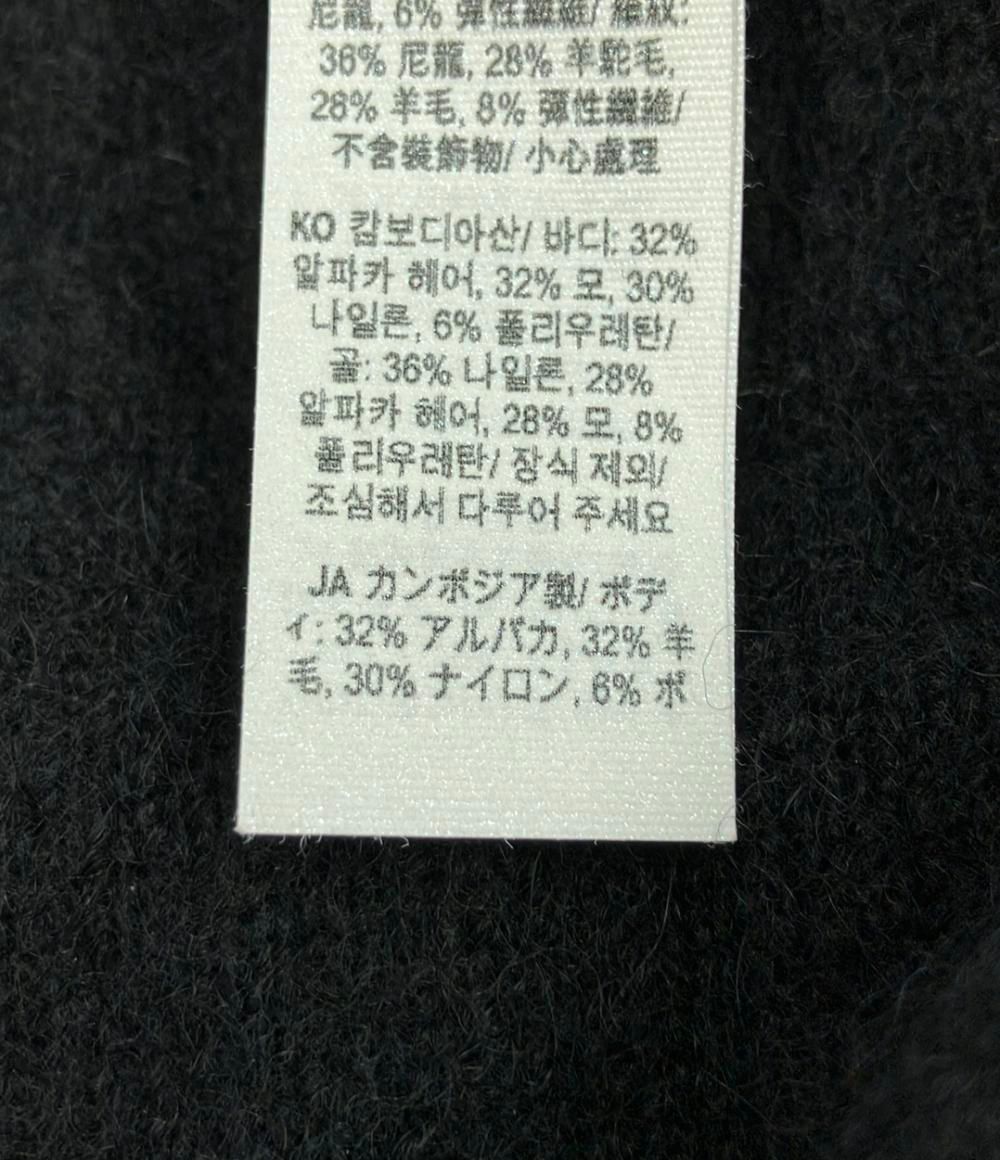 尼龍, 6% 彈性纖維/ 羅紋:
36% 尼龍, 28% 羊駝毛,
28% 羊毛, 8% 彈性纖維/
不含裝飾物/ 小心處理
KO 캄보디아산/ 바디: 32%
알파카 헤어, 32% 모, 30%
나일론, 6% 폴리우레탄/
골: 36% 나일론, 28%
알파카 헤어, 28% 모, 8%
폴리우레탄/ 장식 제외/
조심해서 다루어 주세요
JA カンボジア製/ ボデ
ィ: 32% アルパカ, 32% 羊
毛, 30% ナイロン, 6% ポ